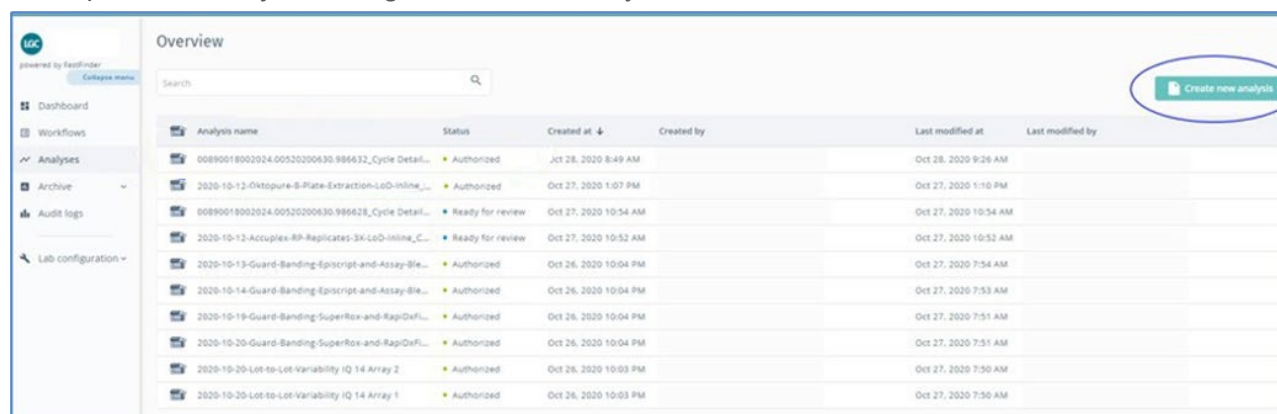 LGC
powered by FastFinder
Collapse menu
Dashboard
Workflows
Analyses
Archive
Audit logs
Lab configuration
Overview
Search
Create new analysis
Analysis name Status Created at Created by Last modified at Last modified by
00890018002024.00520200630.986632_Cycle Detail... Authorized Oct 28, 2020 8:49 AM Oct 28, 2020 9:26 AM
2020-10-12-Oktopure-8-Plate-Extraction-LoD-Inline_... Authorized Oct 27, 2020 1:07 PM Oct 27, 2020 1:10 PM
00890018002024.00520200630.986628_Cycle Detail... Ready for review Oct 27, 2020 10:54 AM Oct 27, 2020 10:54 AM
2020-10-12-Accuplex-RP-Replicates-3X-LoD-Inline_C... Ready for review Oct 27, 2020 10:52 AM Oct 27, 2020 10:52 AM
2020-10-13-Guard-Banding-Episcript-and-Assay-Ble... Authorized Oct 26, 2020 10:04 PM Oct 27, 2020 7:54 AM
2020-10-14-Guard-Banding-Episcript-and-Assay-Ble... Authorized Oct 26, 2020 10:04 PM Oct 27, 2020 7:53 AM
2020-10-19-Guard-Banding-SuperRox-and-RapiDxFi... Authorized Oct 26, 2020 10:04 PM Oct 27, 2020 7:51 AM
2020-10-20-Guard-Banding-SuperRox-and-RapiDxFi... Authorized Oct 26, 2020 10:04 PM Oct 27, 2020 7:51 AM
2020-10-20-Lot-to-Lot-Variability IQ 14 Array 2 Authorized Oct 26, 2020 10:03 PM Oct 27, 2020 7:50 AM
2020-10-20-Lot-to-Lot-Variability IQ 14 Array 1 Authorized Oct 26, 2020 10:03 PM Oct 27, 2020 7:50 AM